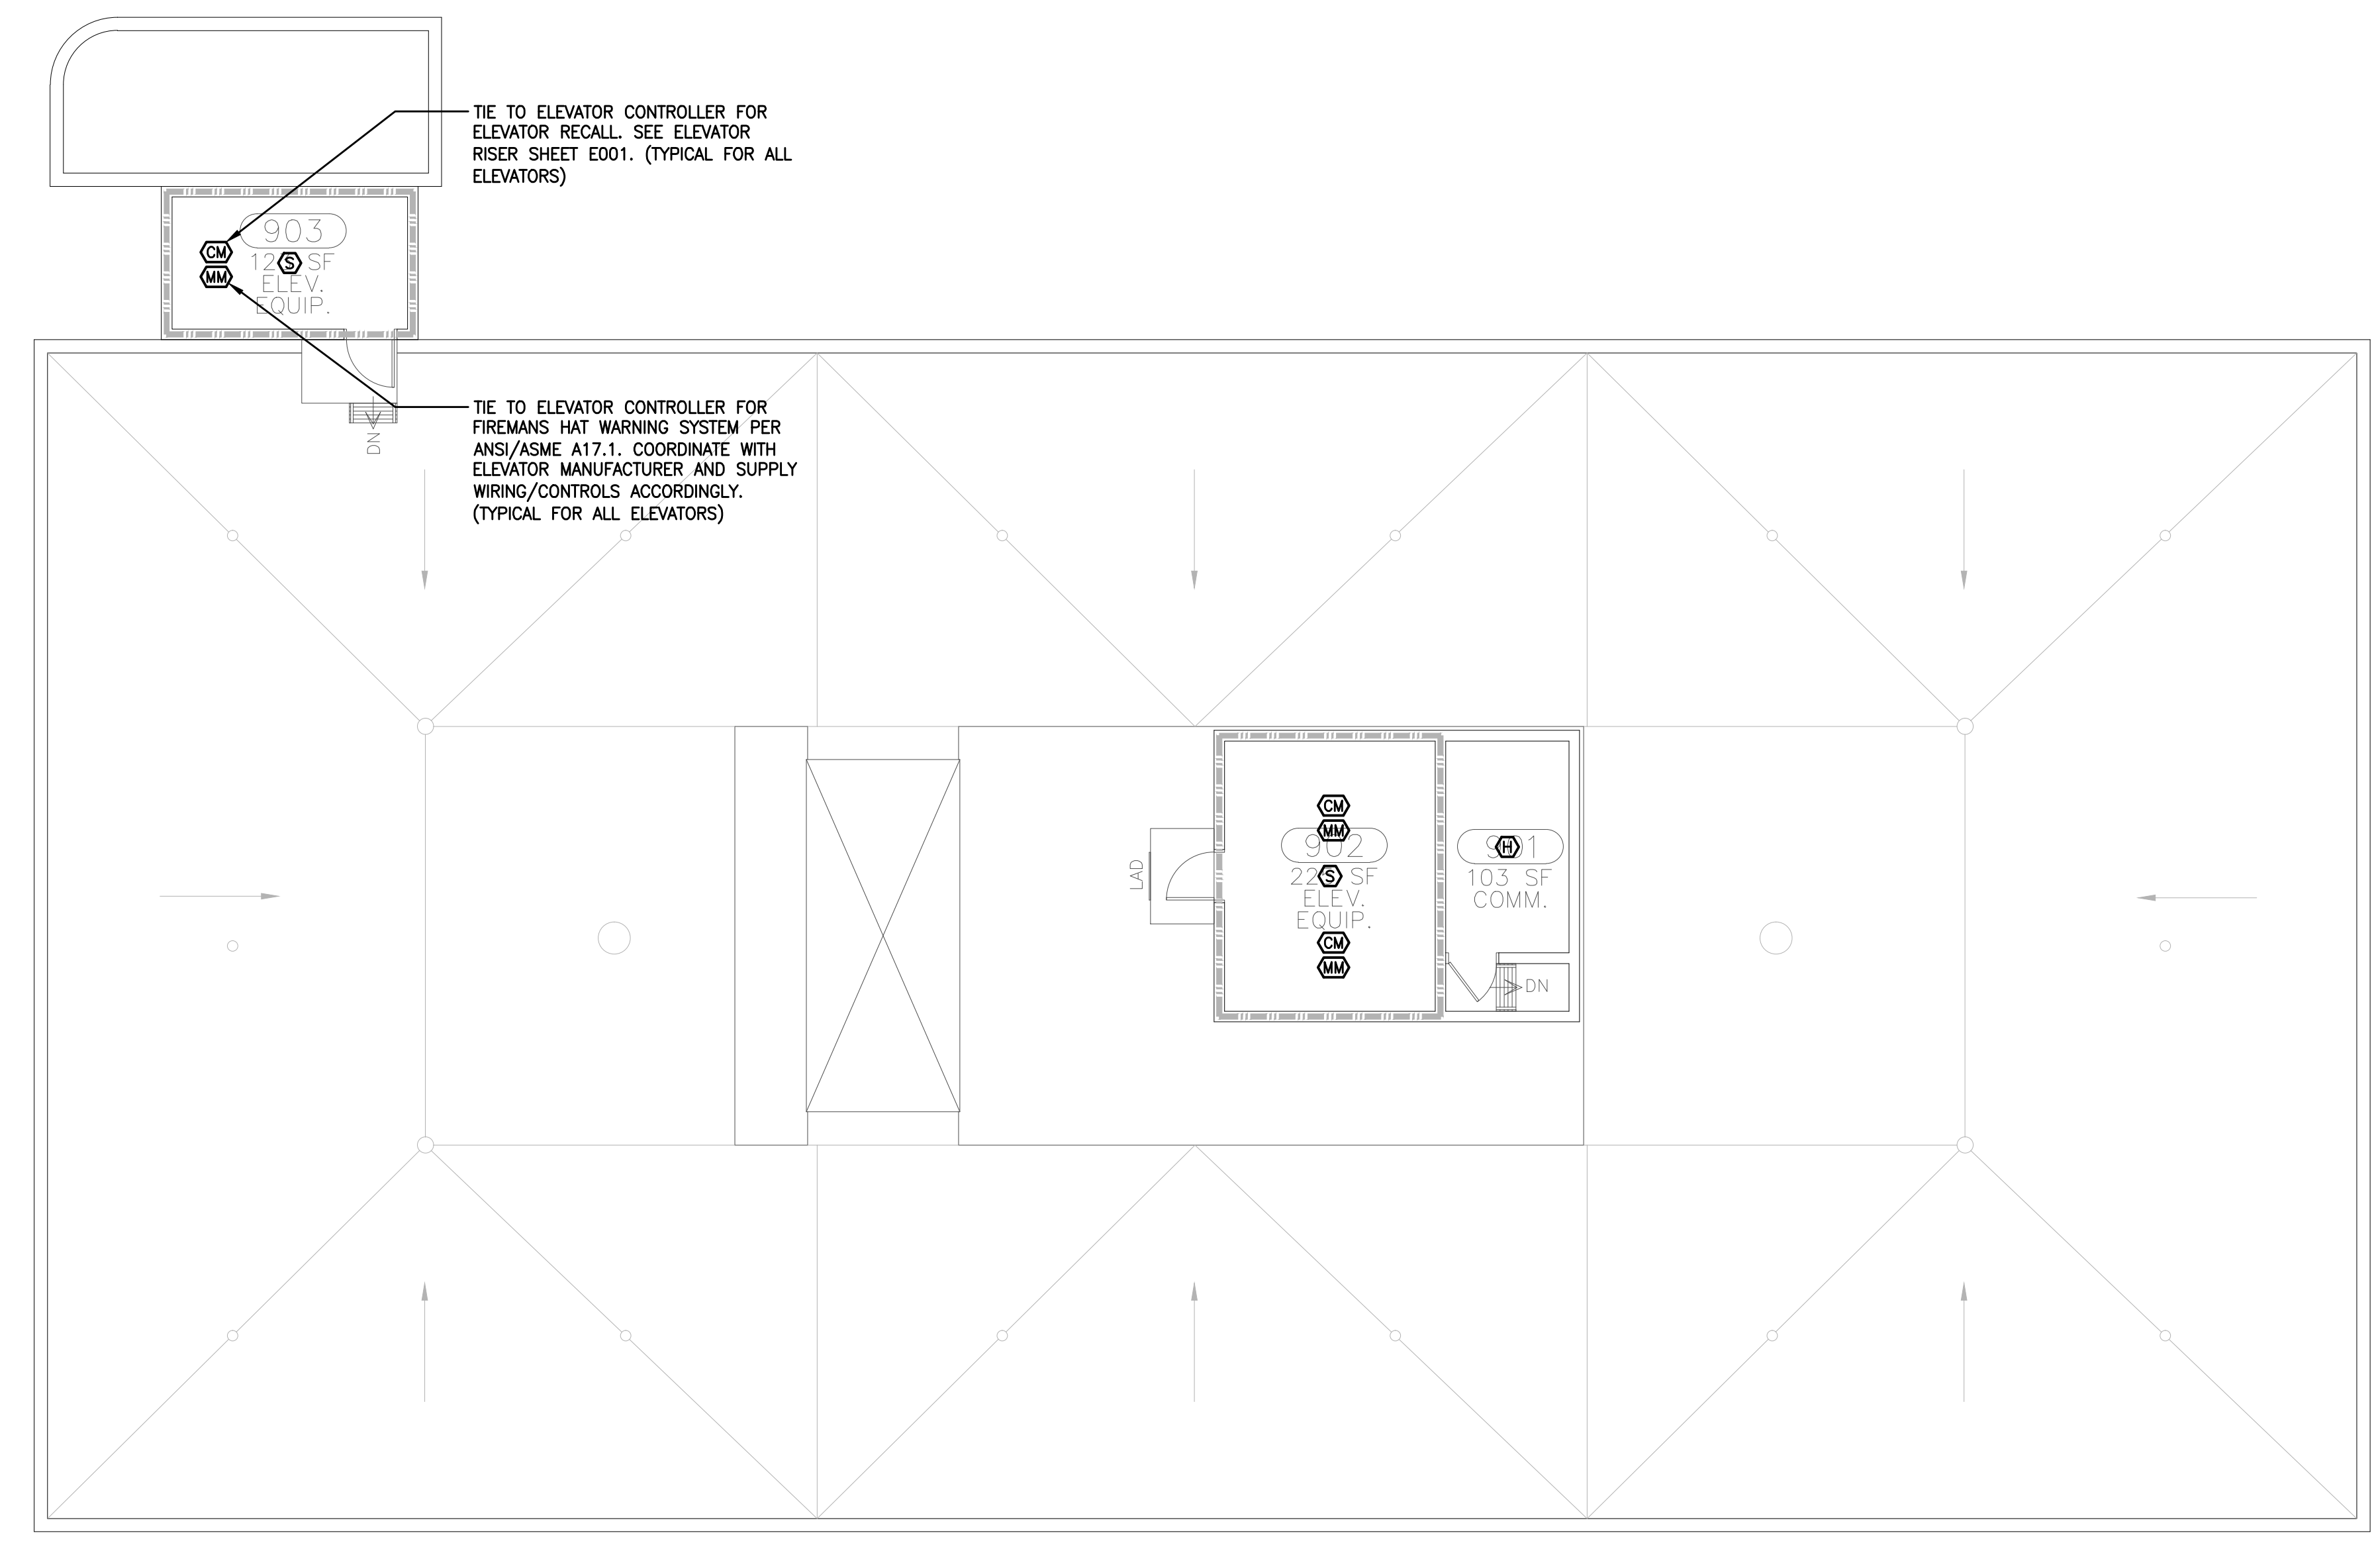 TIE TO ELEVATOR CONTROLLER FOR
ELEVATOR RECALL. SEE ELEVATOR
RISER SHEET E001. (TYPICAL FOR ALL
ELEVATORS)
903
CM
S
SF
MM
ELEV.
EQUIP.
TIE TO ELEVATOR CONTROLLER FOR
FIREMANS HAT WARNING SYSTEM PER
ANSI/ASME A17.1. COORDINATE WITH
ELEVATOR MANUFACTURER AND SUPPLY
WIRING/CONTROLS ACCORDINGLY.
(TYPICAL FOR ALL ELEVATORS)
DN
LAD
CM
MM
902
S
SF
ELEV.
EQUIP.
CM
MM
H
103 SF
COMM.
DN